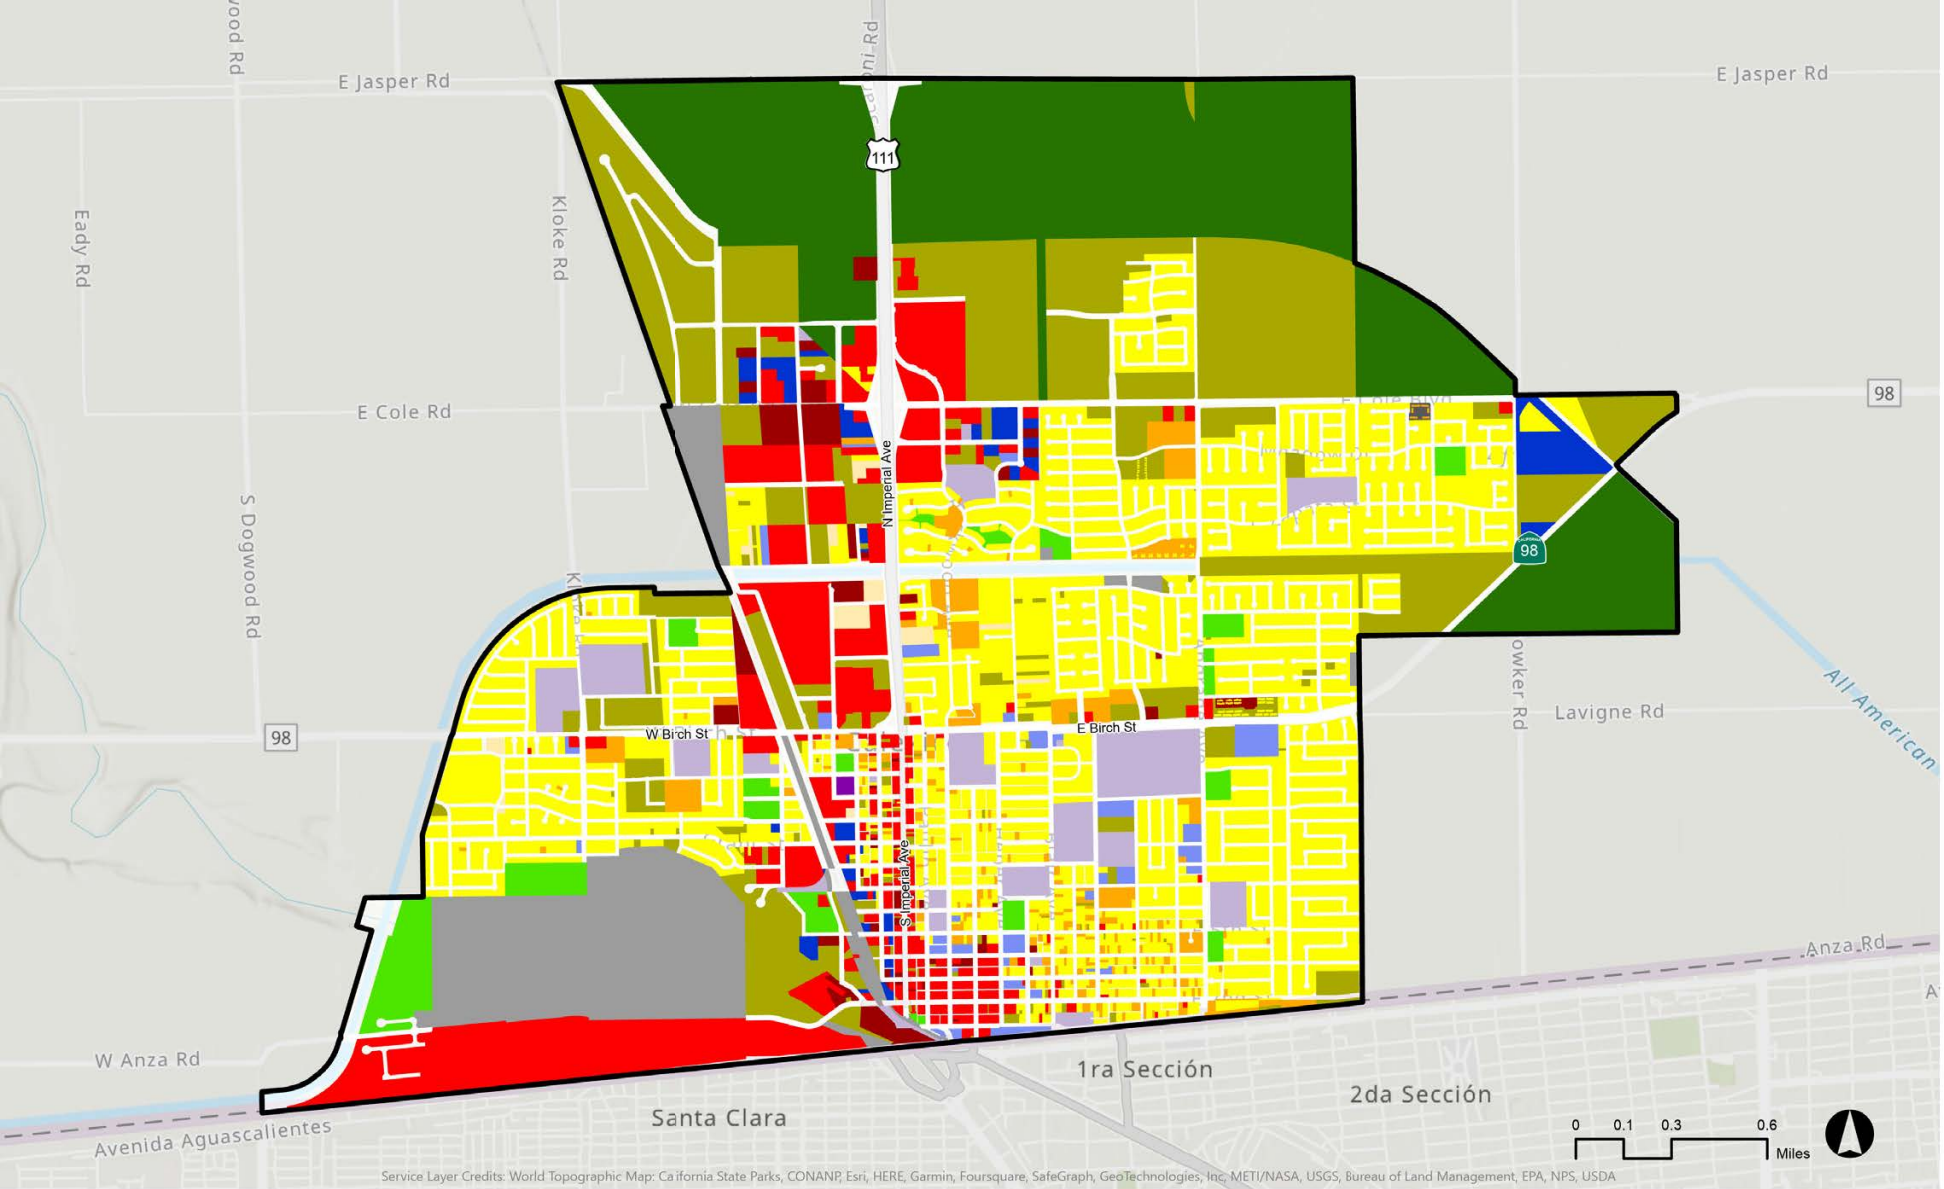 E Jasper Rd
E Jasper Rd
111
Eady Rd
Kloke Rd
E Cole Rd
98
N Imperial Ave
S Dogwood Rd
CALIFORNIA
98
98
W Birch St
E Birch St
Lavigne Rd
All American
S Imperial Ave
Anza Rd
W Anza Rd
1ra Sección
2da Sección
Santa Clara
Avenida Aguascalientes
0 0.1 0.3 0.6
Miles
Service Layer Credits: World Topographic Map: California State Parks, CONANP, Esri, HERE, Garmin, Foursquare, SafeGraph, GeoTechnologies, Inc, METI/NASA, USGS, Bureau of Land Management, EPA, NPS, USDA